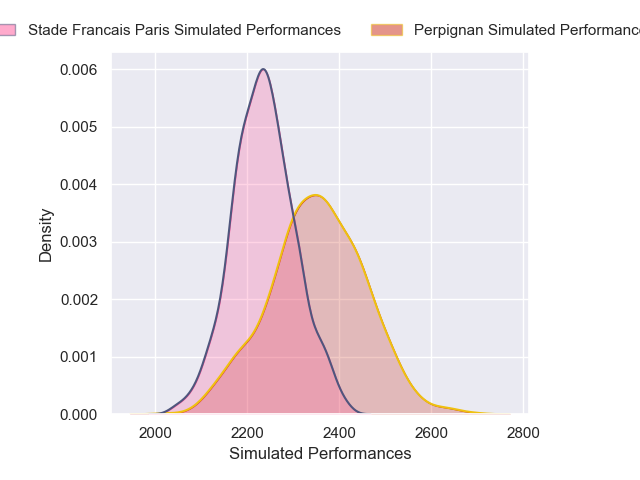 Stade Francais Paris Simulated Performances
Perpignan Simulated
0.006
0.005
0.004
0.003
0.002
0.001
0.000
Density
2000 2200 2400 2600 2800
Simulated Performances